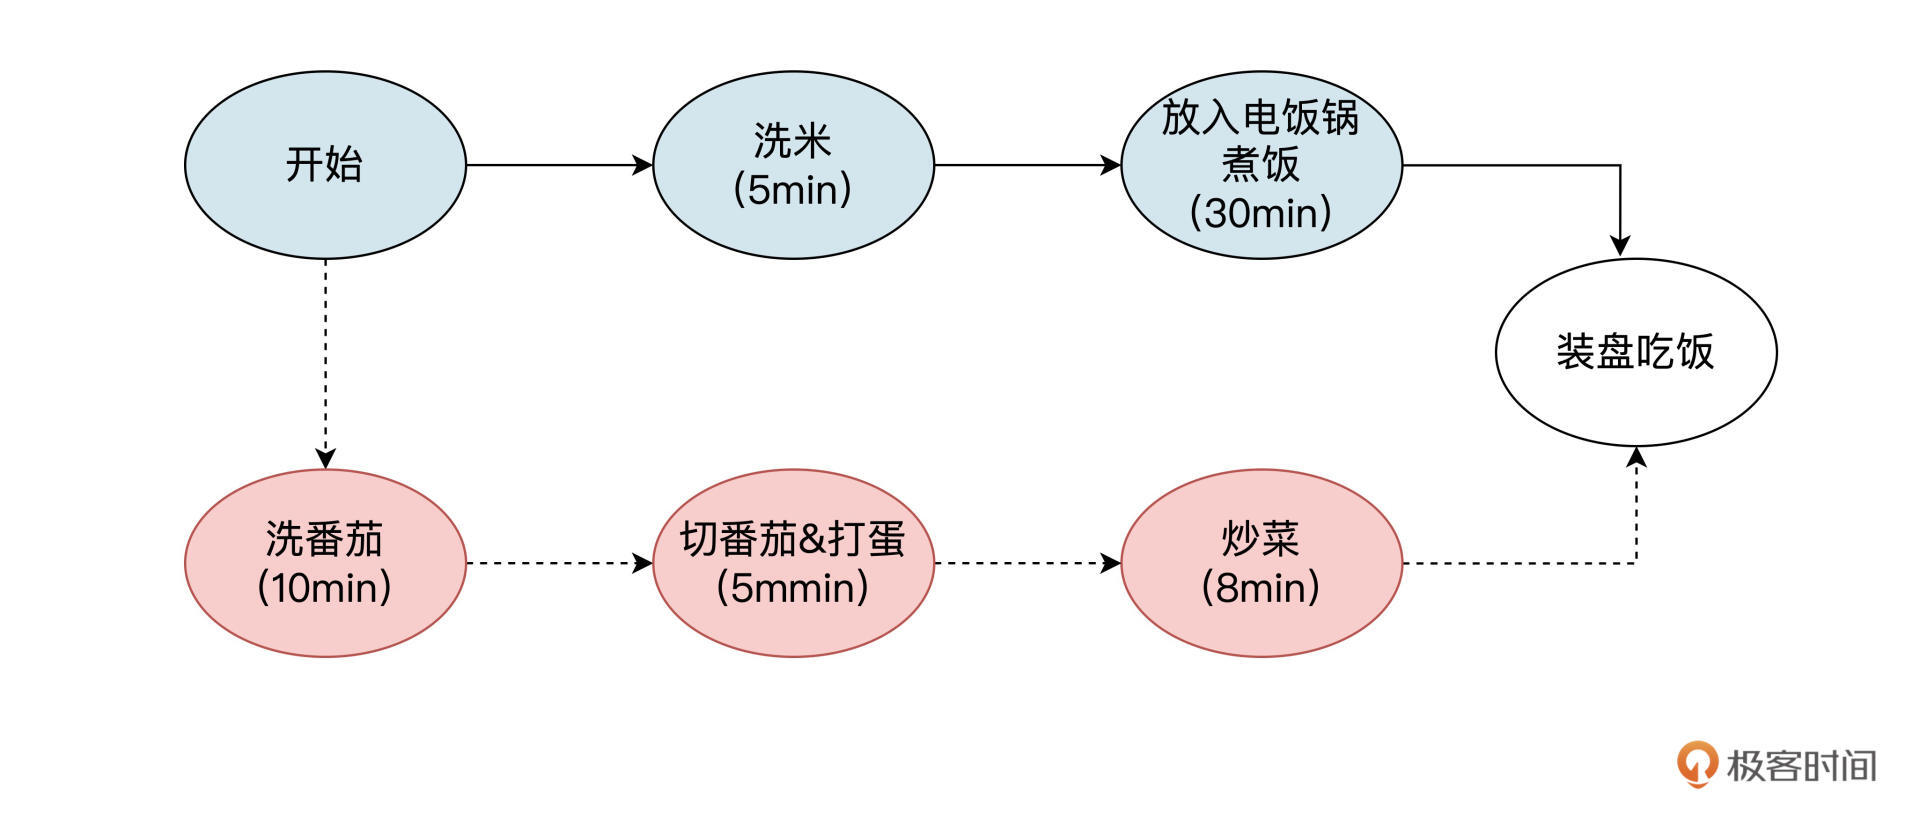 开始
洗米
(5min)
放入电饭锅
煮饭
(30min)
装盘吃饭
洗番茄
(10min)
切番茄&打蛋
(5mmin)
炒菜
(8min)
极客时间